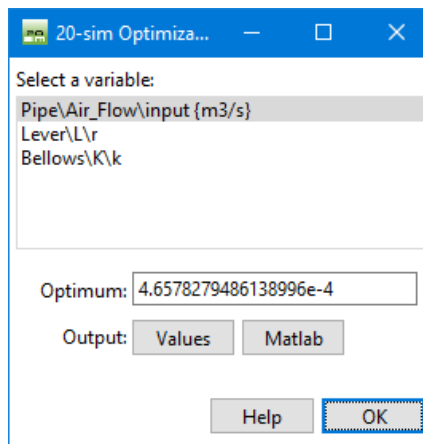 20-sim Optimiza...
Select a variable:
Pipe\Air_Flow\input {m3/s}
Lever\L\r
Bellows\K\k
Optimum: 4.6578279486138996e-4
Output: Values Matlab
Help OK